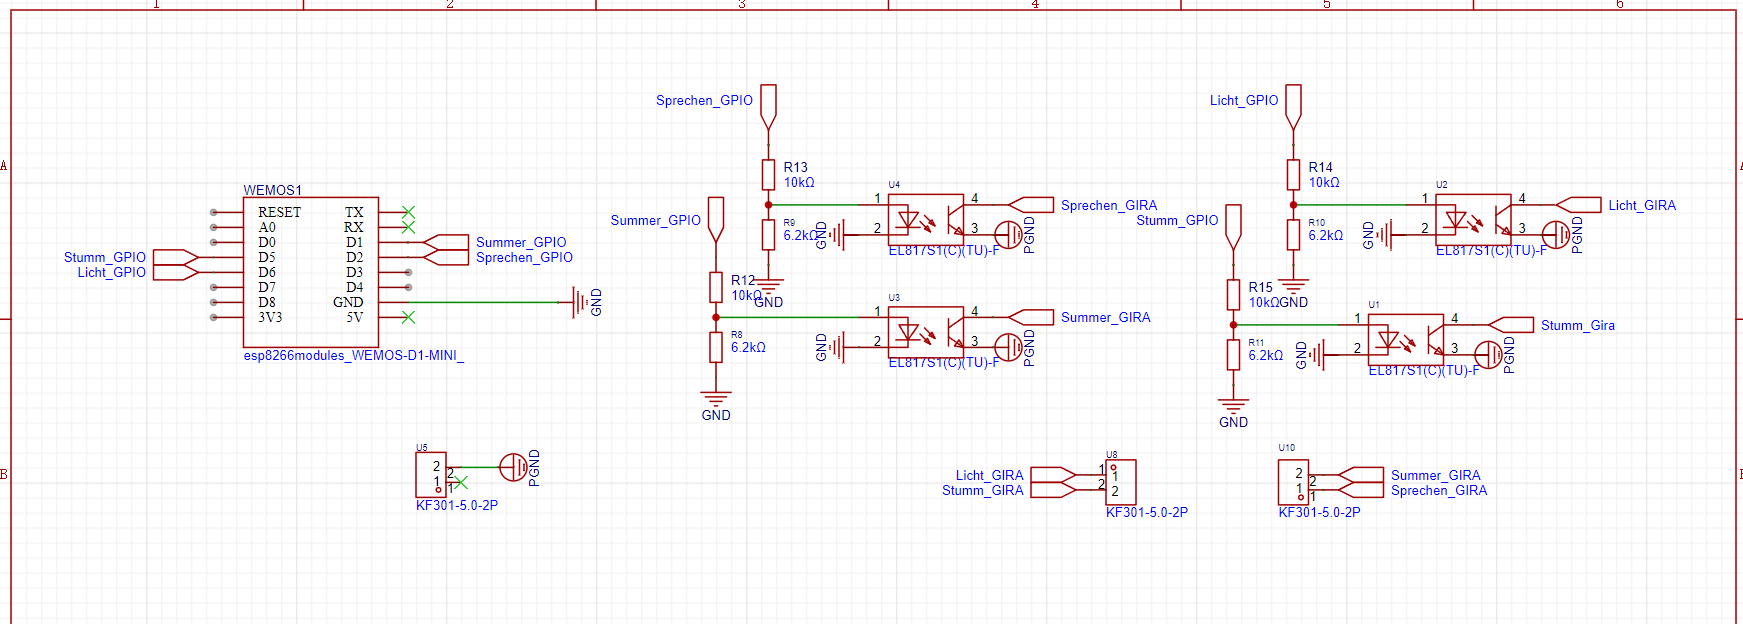 1 2 3 4 5 6
A A
B
Sprechen_GPIO
Licht_GPIO
R13
10kΩ
R14
10kΩ
WEMOS1
RESET TX
A0 RX
D0 D1
D5 D2
D6 D3
D7 D4
D8 GND
3V3 5V
esp8266modules_WEMOS-D1-MINI_
Stumm_GPIO
Licht_GPIO
Summer_GPIO
Sprechen_GPIO
GND
Summer_GPIO
R12
10kΩ
R9
6.2kΩ
GND
GND
U4
1 4
2 3
EL817S1(C)(TU)-F
Sprechen_GIRA
PGND
R8
6.2kΩ
GND
GND
U3
1 4
2 3
EL817S1(C)(TU)-F
Summer_GIRA
PGND
Stumm_GPIO
R15
10kΩ
R10
6.2kΩ
GND
GND
U2
1 4
2 3
EL817S1(C)(TU)-F
Licht_GIRA
PGND
R11
6.2kΩ
GND
GND
U1
1 4
2 3
EL817S1(C)(TU)-F
Stumm_Gira
PGND
U5
2 2
1 1
KF301-5.0-2P
PGND
Licht_GIRA
Stumm_GIRA
U8
1 1
2 2
KF301-5.0-2P
U10
2 2
1 1
KF301-5.0-2P
Summer_GIRA
Sprechen_GIRA